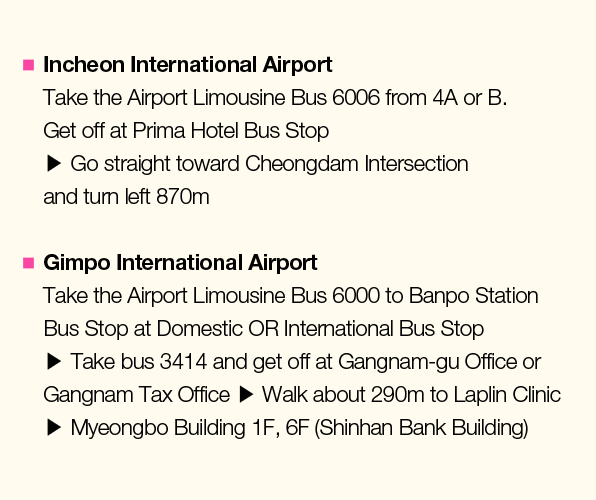 ■ Incheon International Airport
Take the Airport Limousine Bus 6006 from 4A or B.
Get off at Prima Hotel Bus Stop
▶ Go straight toward Cheongdam Intersection
and turn left 870m
■ Gimpo International Airport
Take the Airport Limousine Bus 6000 to Banpo Station
Bus Stop at Domestic OR International Bus Stop
▶ Take bus 3414 and get off at Gangnam-gu Office or
Gangnam Tax Office ▶ Walk about 290m to Laplin Clinic
▶ Myeongbo Building 1F, 6F (Shinhan Bank Building)